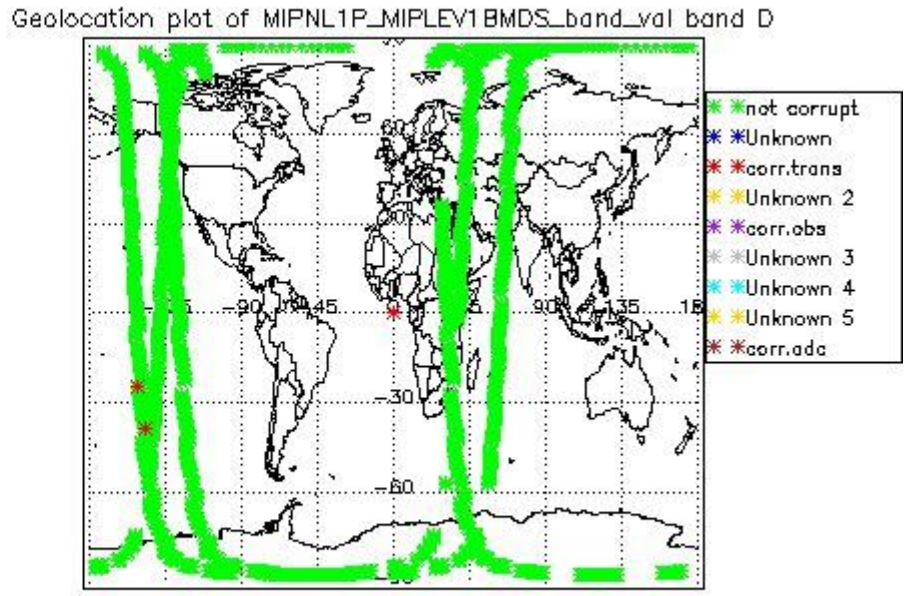 Geolocation plot of MIPNL1P_MIPLEV1BMDS_band_val band D
not corrupt
Unknown
corr.trans
Unknown 2
corr.obs
Unknown 3
Unknown 4
Unknown 5
corr.adc
-90
45
90
-30
-60